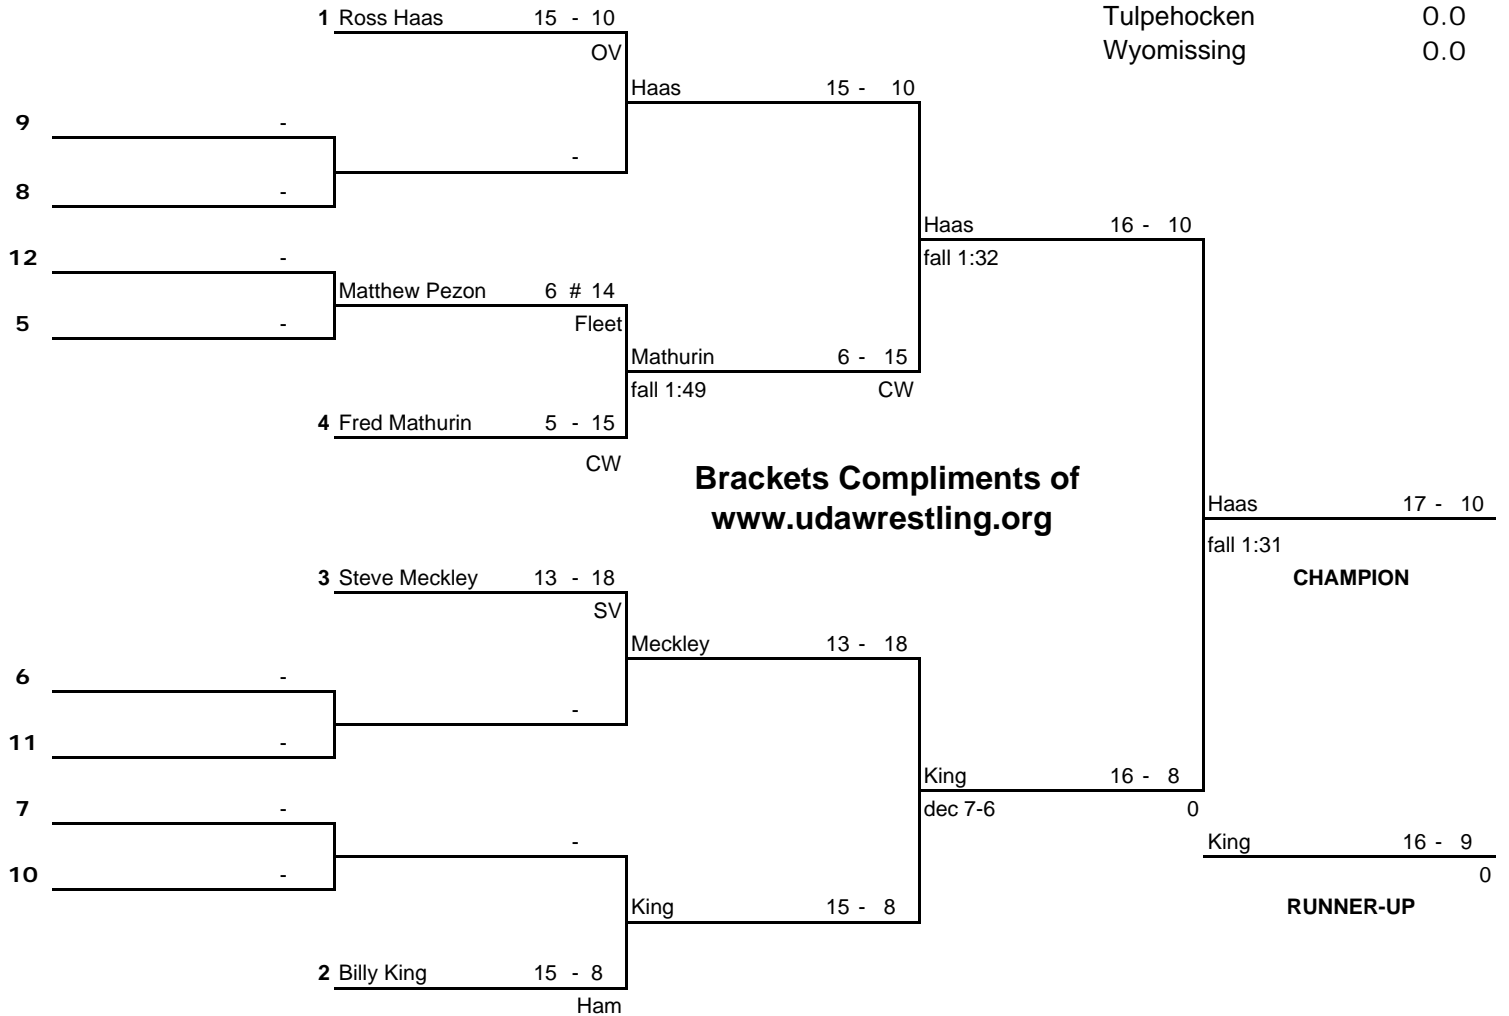 1 Ross Haas 15 - 10 Tulpehocken 0.0
OV Wyomissing 0.0
Haas 15 - 10
9 -
-
8 -
Haas 16 - 10
12 - fall 1:32
Matthew Pezon 6 # 14
5 - Fleet
Mathurin 6 - 15
fall 1:49 CW
4 Fred Mathurin 5 - 15
CW
Brackets Compliments of
www.udawrestling.org
Haas 17 - 10
fall 1:31
3 Steve Meckley 13 - 18 CHAMPION
SV
Meckley 13 - 18
6 -
-
11 -
King 16 - 8
7 - dec 7-6 0
- King 16 - 9
10 - 0
King 15 - 8 RUNNER-UP
2 Billy King 15 - 8
Ham